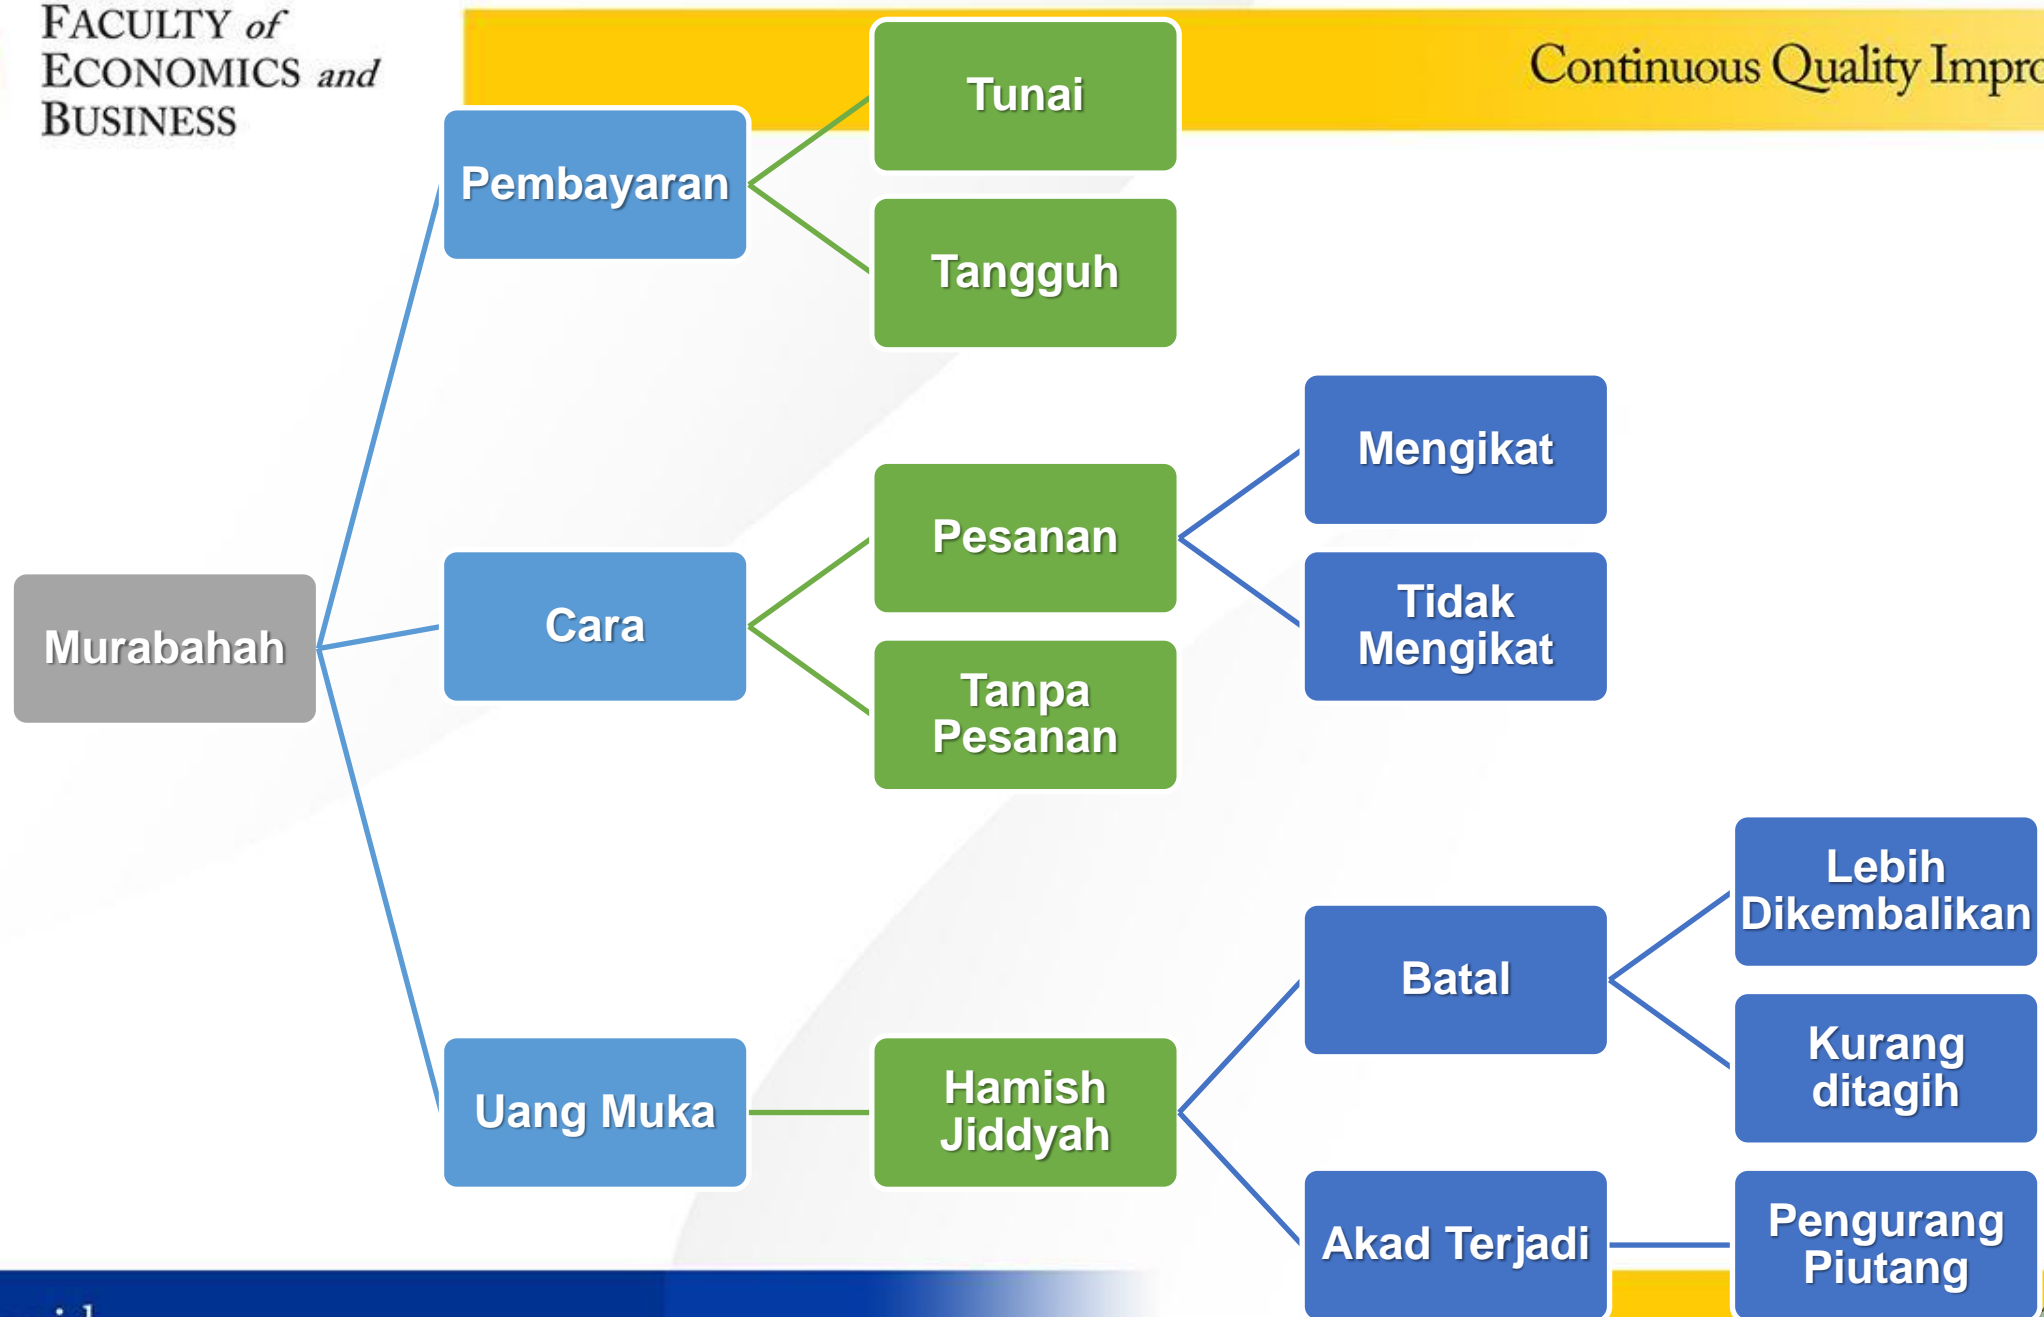 FACULTY of
ECONOMICS and
BUSINESS
Continuous Quality
Murabahah
Pembayaran
Tunai
Tangguh
Cara
Pesanan
Mengikat
Tidak
Mengikat
Tanpa
Pesanan
Uang Muka
Hamish
Jiddyah
Batal
Lebih
Dikembalikan
Kurang
ditagih
Akad Terjadi
Pengurang
Piutang